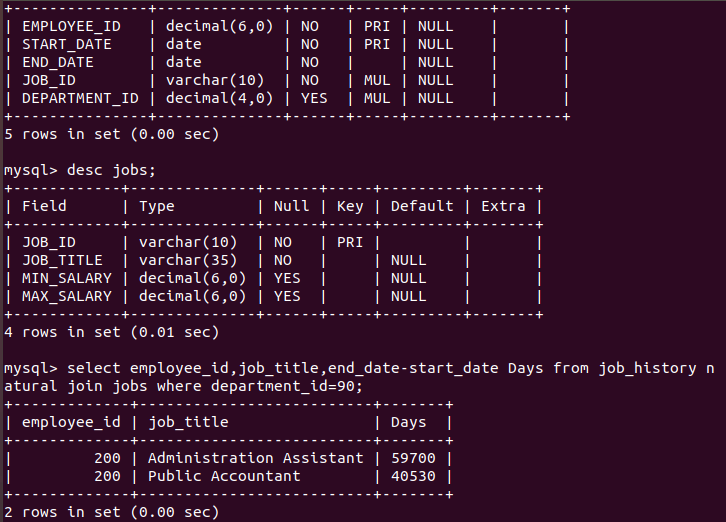 +---------------+--------------+------+-----+---------+-------+
| EMPLOYEE_ID   | decimal(6,0) | NO   | PRI | NULL    |       |
| START_DATE    | date         | NO   | PRI | NULL    |       |
| END_DATE      | date         | NO   |     | NULL    |       |
| JOB_ID        | varchar(10)  | NO   | MUL | NULL    |       |
| DEPARTMENT_ID | decimal(4,0) | YES  | MUL | NULL    |       |
+---------------+--------------+------+-----+---------+-------+
5 rows in set (0.00 sec)

mysql> desc jobs;
+------------+--------------+------+-----+---------+-------+
| Field      | Type         | Null | Key | Default | Extra |
+------------+--------------+------+-----+---------+-------+
| JOB_ID     | varchar(10)  | NO   | PRI |         |       |
| JOB_TITLE  | varchar(35)  | NO   |     | NULL    |       |
| MIN_SALARY | decimal(6,0) | YES  |     | NULL    |       |
| MAX_SALARY | decimal(6,0) | YES  |     | NULL    |       |
+------------+--------------+------+-----+---------+-------+
4 rows in set (0.01 sec)

mysql> select employee_id,job_title,end_date-start_date Days from job_history n
atural join jobs where department_id=90;
+-------------+--------------------------+-------+
| employee_id | job_title                | Days  |
+-------------+--------------------------+-------+
|         200 | Administration Assistant | 59700 |
|         200 | Public Accountant        | 40530 |
+-------------+--------------------------+-------+
2 rows in set (0.00 sec)